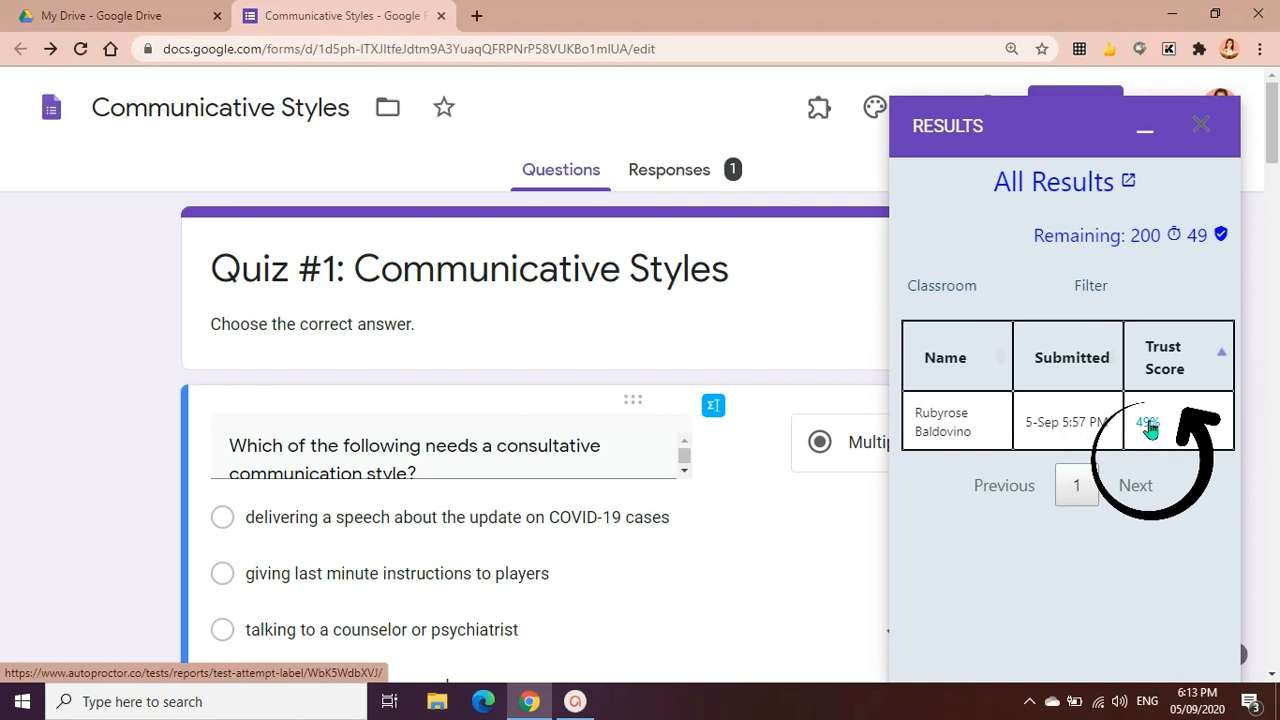 My Drive - Google Drive
Communicative Styles - Google F
docs.google.com/forms/d/1d5ph-lTXJltfeJdtm9A3YuaqQFRPNrP58VUKBo1mlUA/edit
Communicative Styles
Questions
Responses 1
Quiz #1: Communicative Styles
Choose the correct answer.
Which of the following needs a consultative
communication style?
Multip
delivering a speech about the update on COVID-19 cases
giving last minute instructions to players
talking to a counselor or psychiatrist
RESULTS
All Results
Remaining: 200 49
Classroom
Filter
Name
Submitted
Trust
Score
Rubyrose
Baldovino
5-Sep 5:57 PM
49%
Previous
1
Next
https://www.autoproctor.co/tests/reports/test-attempt-label/WbK5WdbXVJ/
Type here to search
ENG
6:13 PM
05/09/2020
3